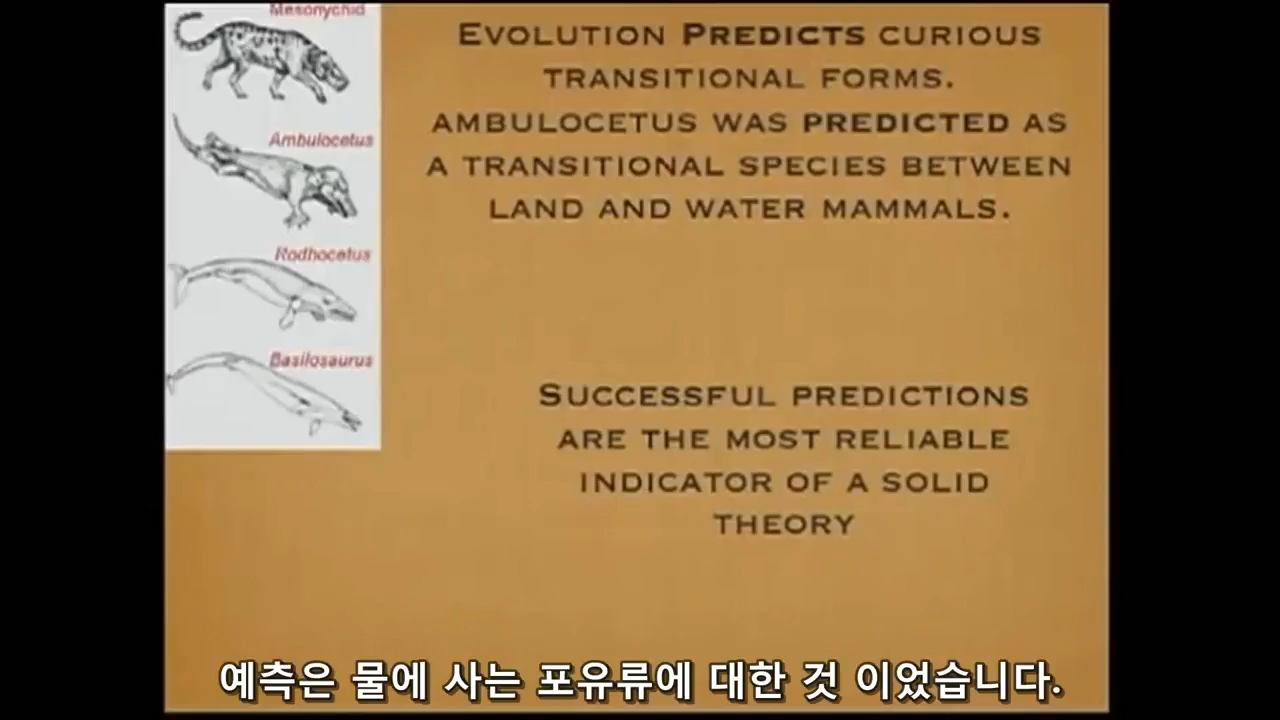 Mesonychid
Ambulocetus
Rodhocetus
Basilosaurus
EVOLUTION PREDICTS CURIOUS
TRANSITIONAL FORMS.
AMBULOCETUS WAS PREDICTED AS
A TRANSITIONAL SPECIES BETWEEN
LAND AND WATER MAMMALS.
SUCCESSFUL PREDICTIONS
ARE THE MOST RELIABLE
INDICATOR OF A SOLID
THEORY
예측은 물에 사는 포유류에 대한 것 이었습니다.